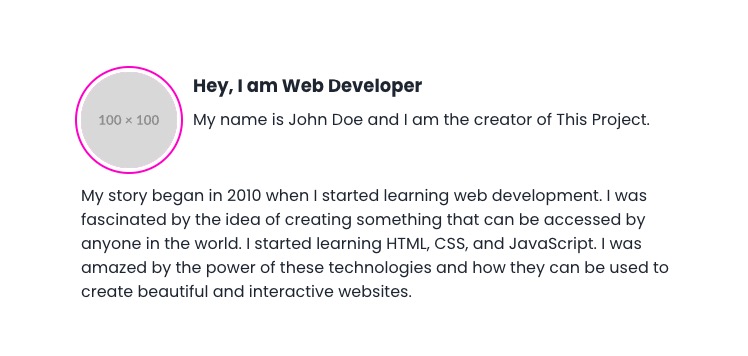 Hey, I am Web Developer
100 × 100
My name is John Doe and I am the creator of This Project.
My story began in 2010 when I started learning web development. I was
fascinated by the idea of creating something that can be accessed by
anyone in the world. I started learning HTML, CSS, and JavaScript. I was
amazed by the power of these technologies and how they can be used to
create beautiful and interactive websites.